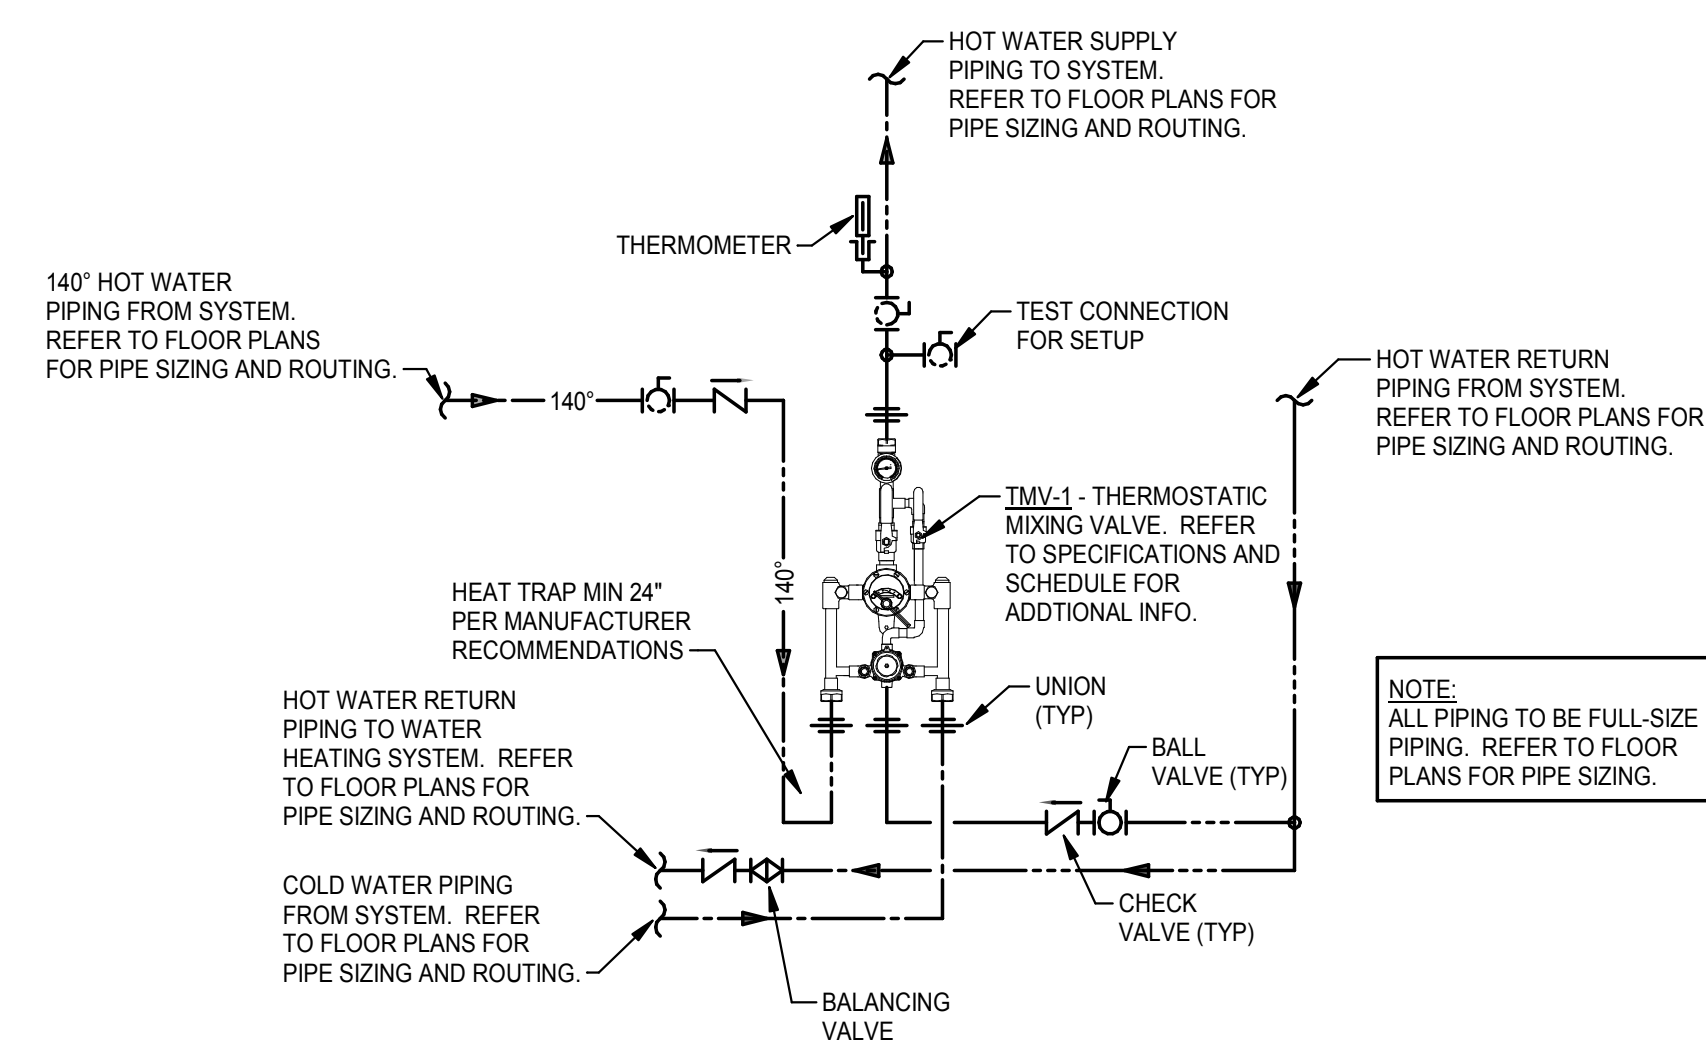 HOT WATER SUPPLY
PIPING TO SYSTEM.
REFER TO FLOOR PLANS FOR
PIPE SIZING AND ROUTING.
THERMOMETER
140° HOT WATER
PIPING FROM SYSTEM.
REFER TO FLOOR PLANS
FOR PIPE SIZING AND ROUTING.
TEST CONNECTION
FOR SETUP
HOT WATER RETURN
PIPING FROM SYSTEM.
REFER TO FLOOR PLANS FOR
PIPE SIZING AND ROUTING.
140°
TMV-1 - THERMOSTATIC
MIXING VALVE. REFER
TO SPECIFICATIONS AND
SCHEDULE FOR
ADDTIONAL INFO.
140°
HEAT TRAP MIN 24"
PER MANUFACTURER
RECOMMENDATIONS
UNION
(TYP)
NOTE:
ALL PIPING TO BE FULL-SIZE
PIPING. REFER TO FLOOR
PLANS FOR PIPE SIZING.
HOT WATER RETURN
PIPING TO WATER
HEATING SYSTEM. REFER
TO FLOOR PLANS FOR
PIPE SIZING AND ROUTING.
BALL
VALVE (TYP)
COLD WATER PIPING
FROM SYSTEM. REFER
TO FLOOR PLANS FOR
PIPE SIZING AND ROUTING.
CHECK
VALVE (TYP)
BALANCING
VALVE